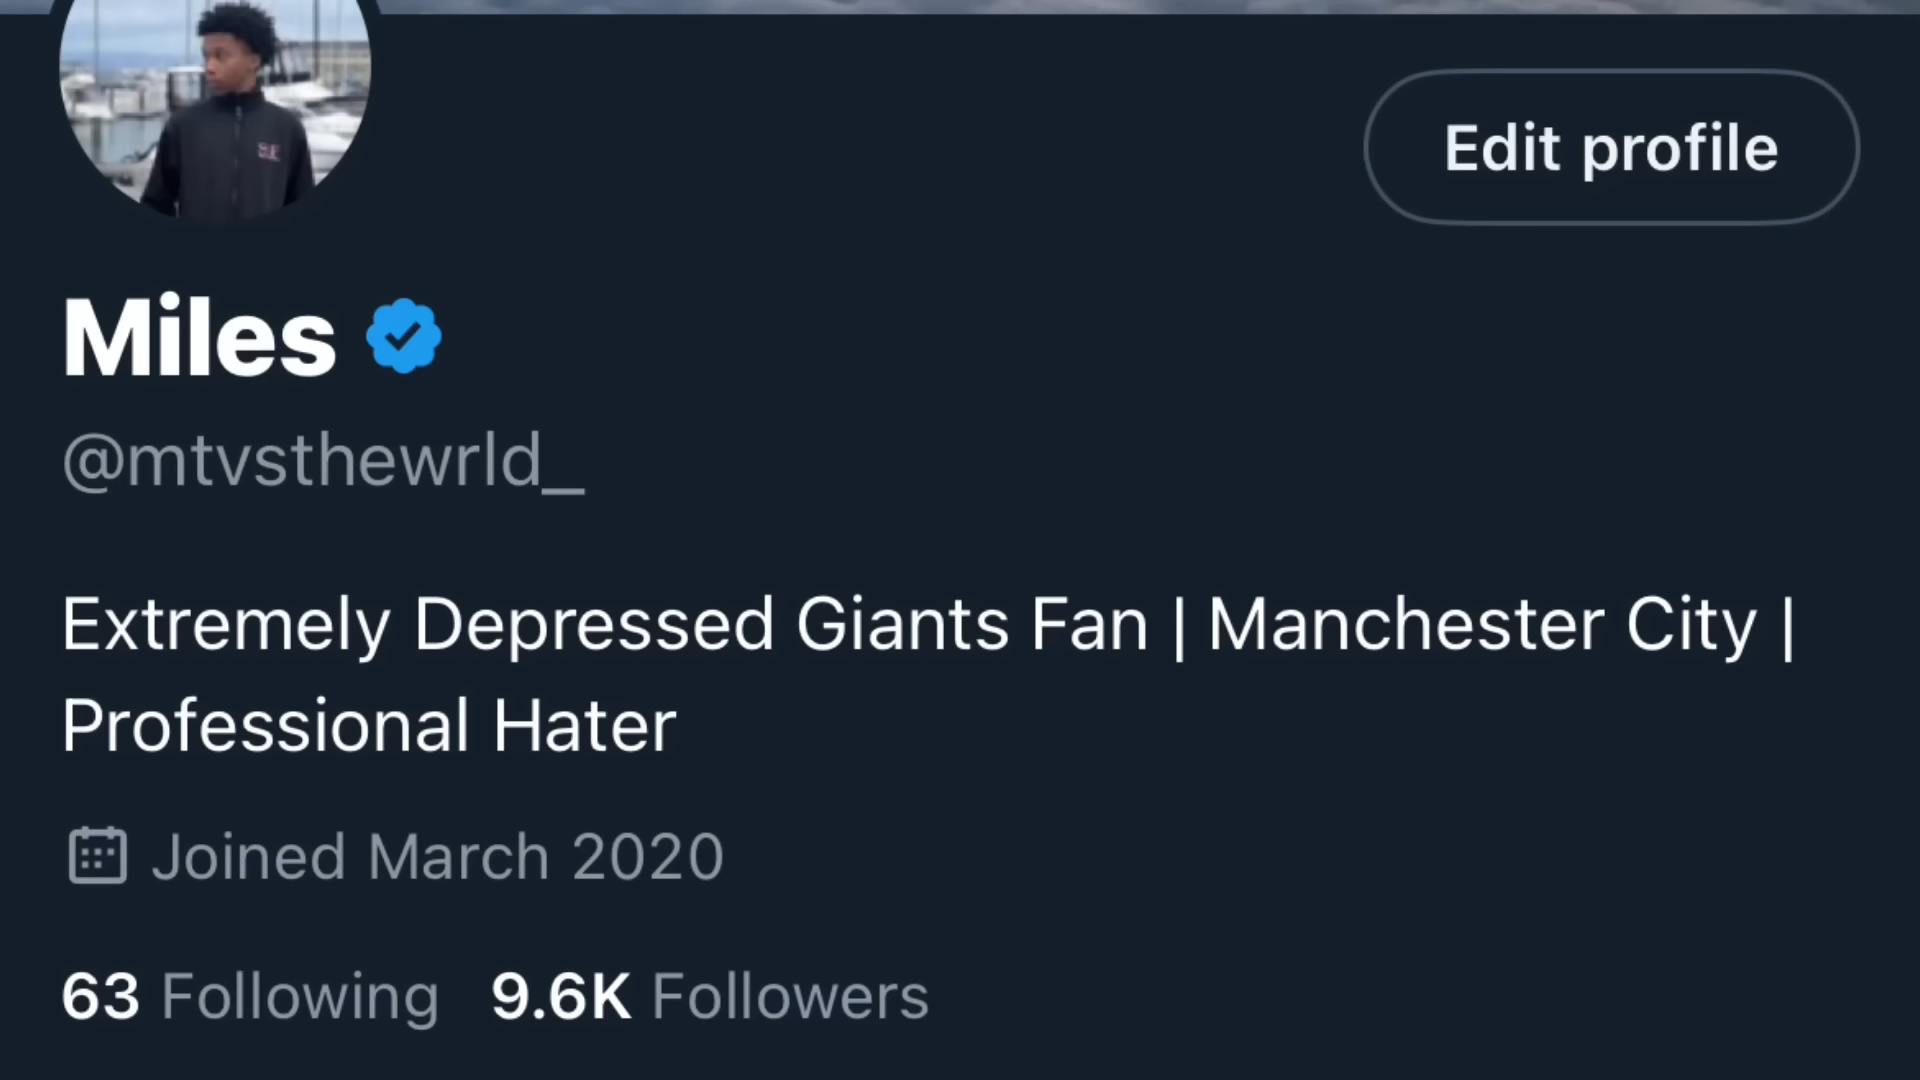 Edit profile
Miles
@mtvsthewrld_
Extremely Depressed Giants Fan | Manchester City |
Professional Hater
Joined March 2020
63 Following 9.6K Followers